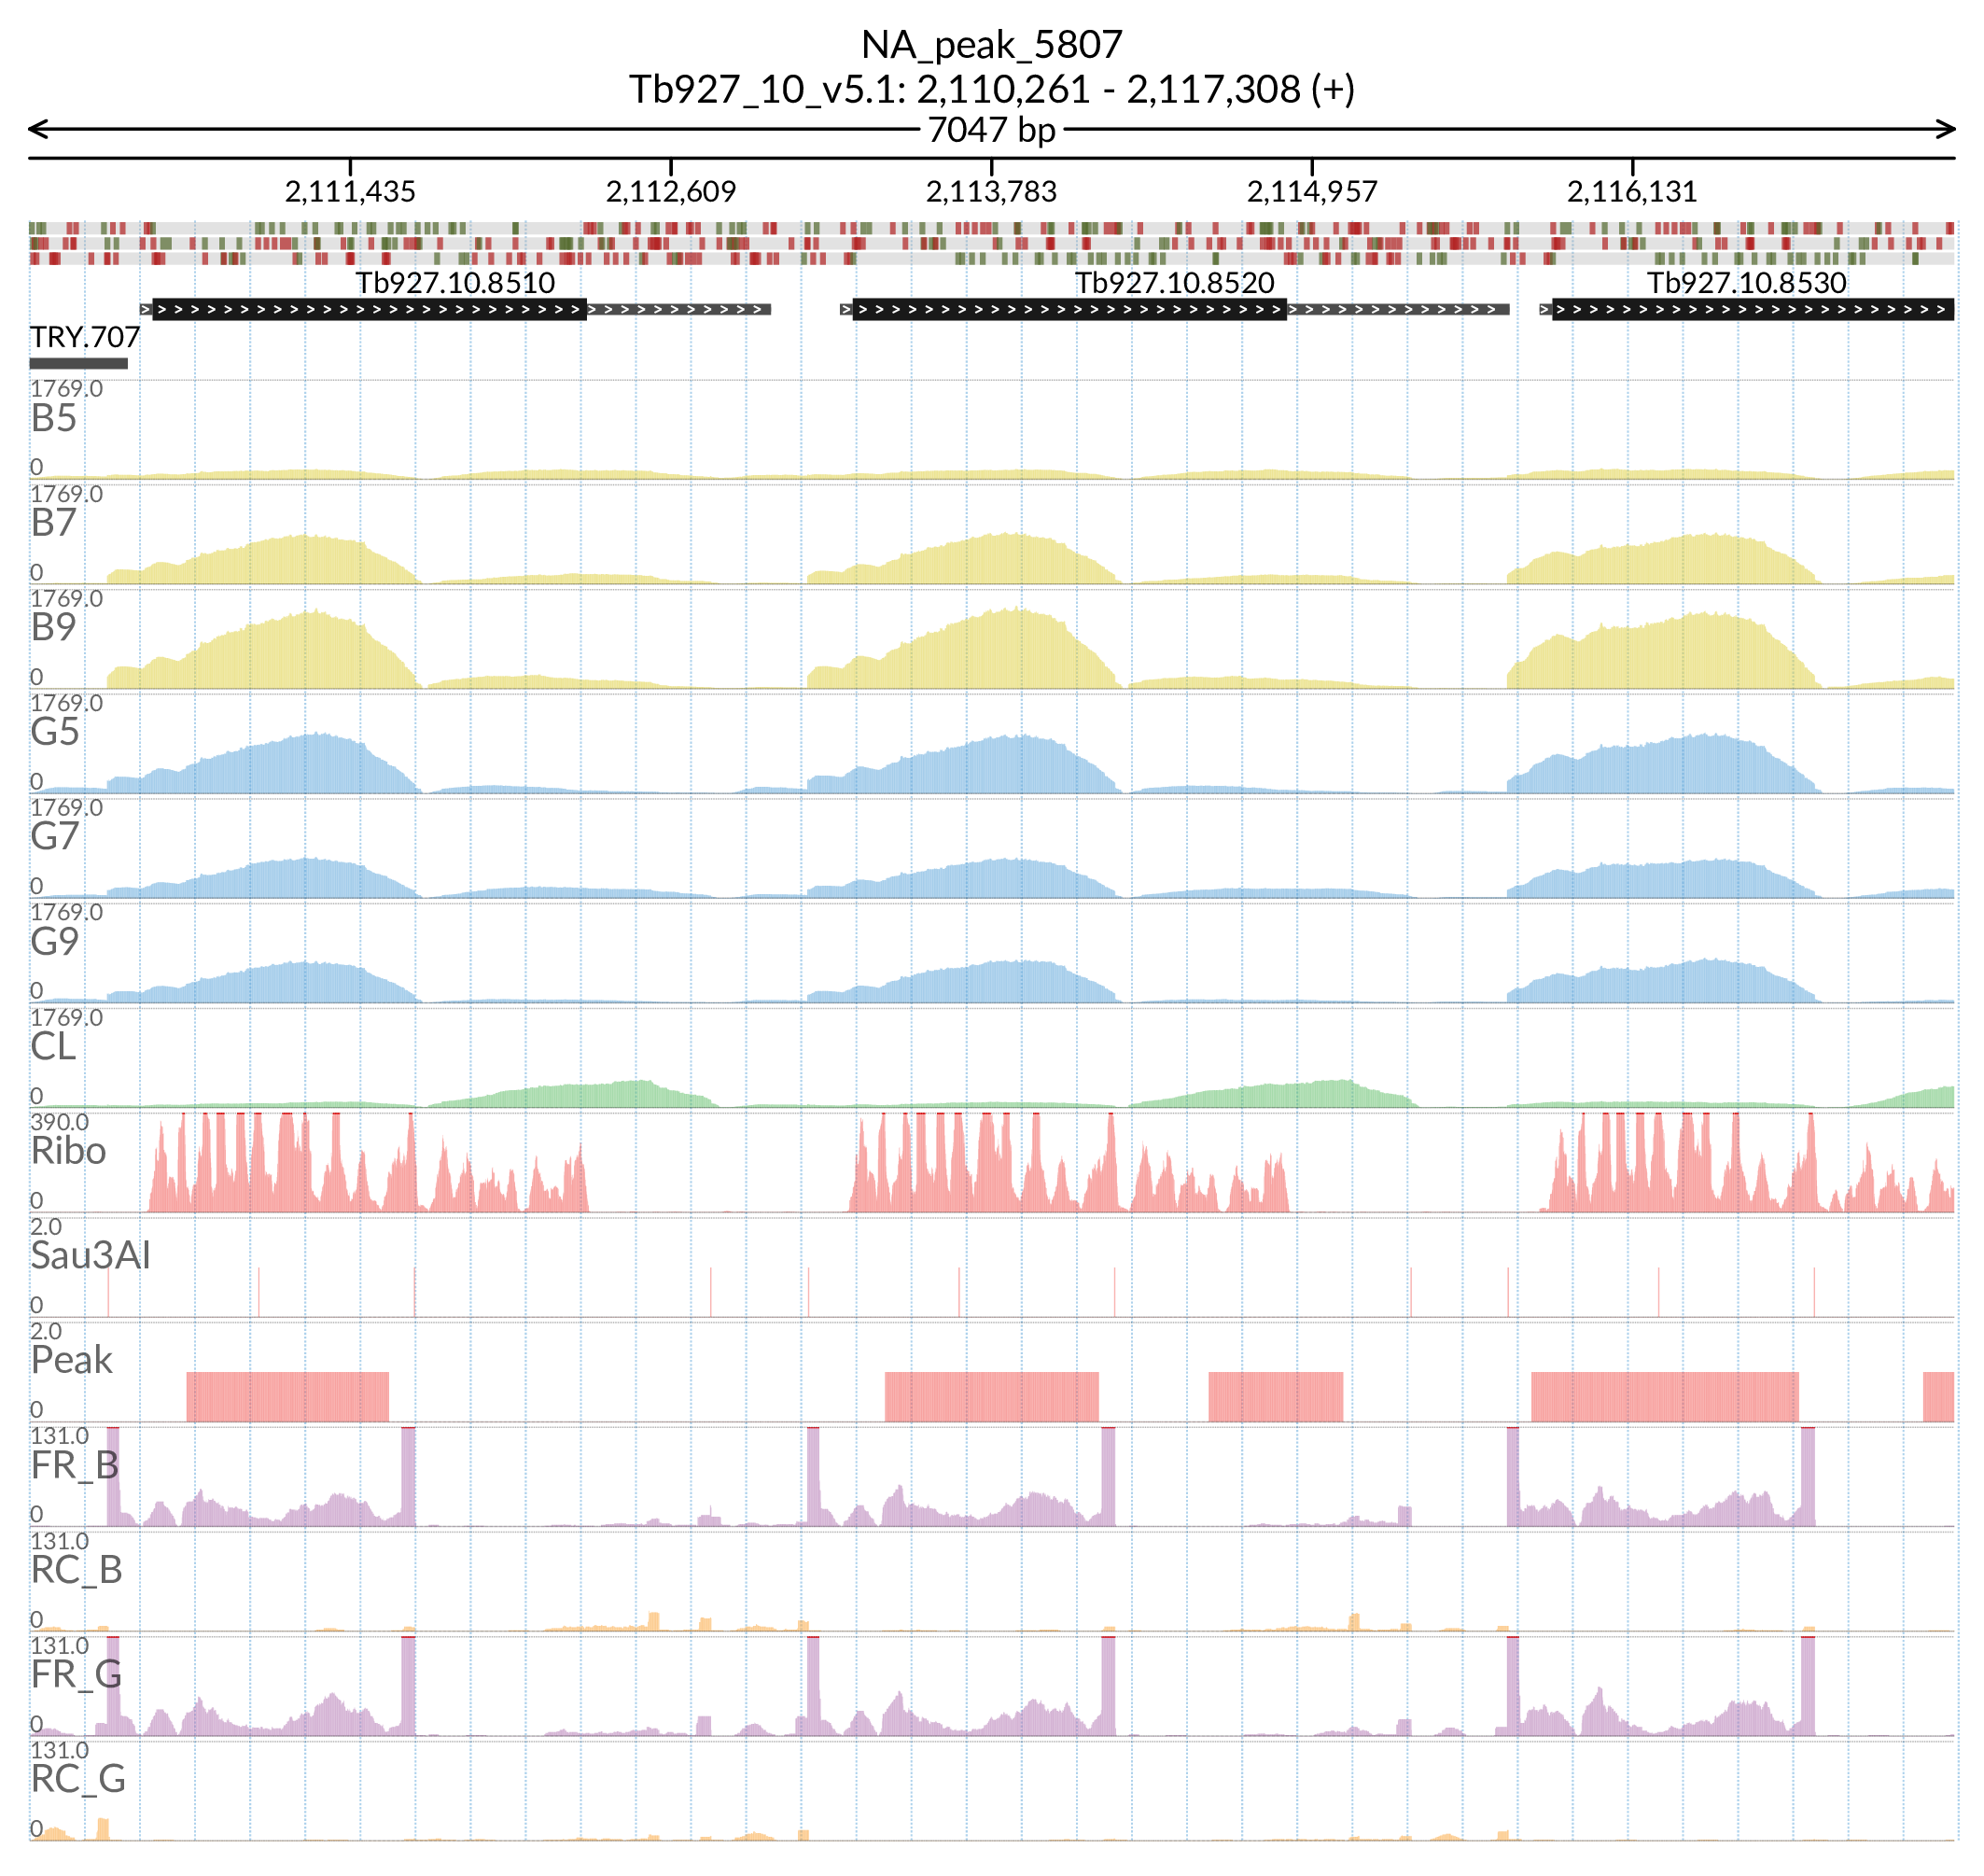 NA_peak_5807
Tb927_10_v5.1: 2,110,261 - 2,117,308 (+)
7047 bp
2,111,435 2,112,609 2,113,783 2,114,957 2,116,131
Tb927.10.8510 Tb927.10.8520 Tb927.10.8530
TRY.707
1769.0
B5
0
1769.0
B7
0
1769.0
B9
0
1769.0
G5
0
1769.0
G7
0
1769.0
G9
0
1769.0
CL
0
390.0
Ribo
0
2.0
Sau3AI
0
2.0
Peak
0
131.0
FR_B
0
131.0
RC_B
0
131.0
FR_G
0
131.0
RC_G
0